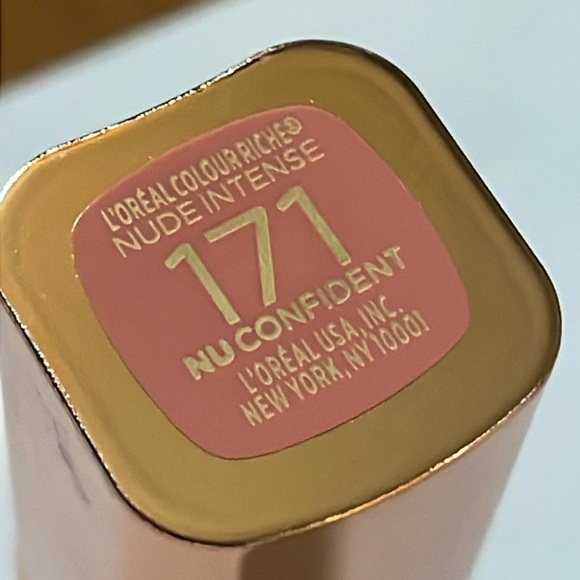 L'ORÉAL COLOUR RICHE®
NUDE INTENSE
171
NU CONFIDENT
L'ORÉAL USA, INC.
NEW YORK, NY 10001